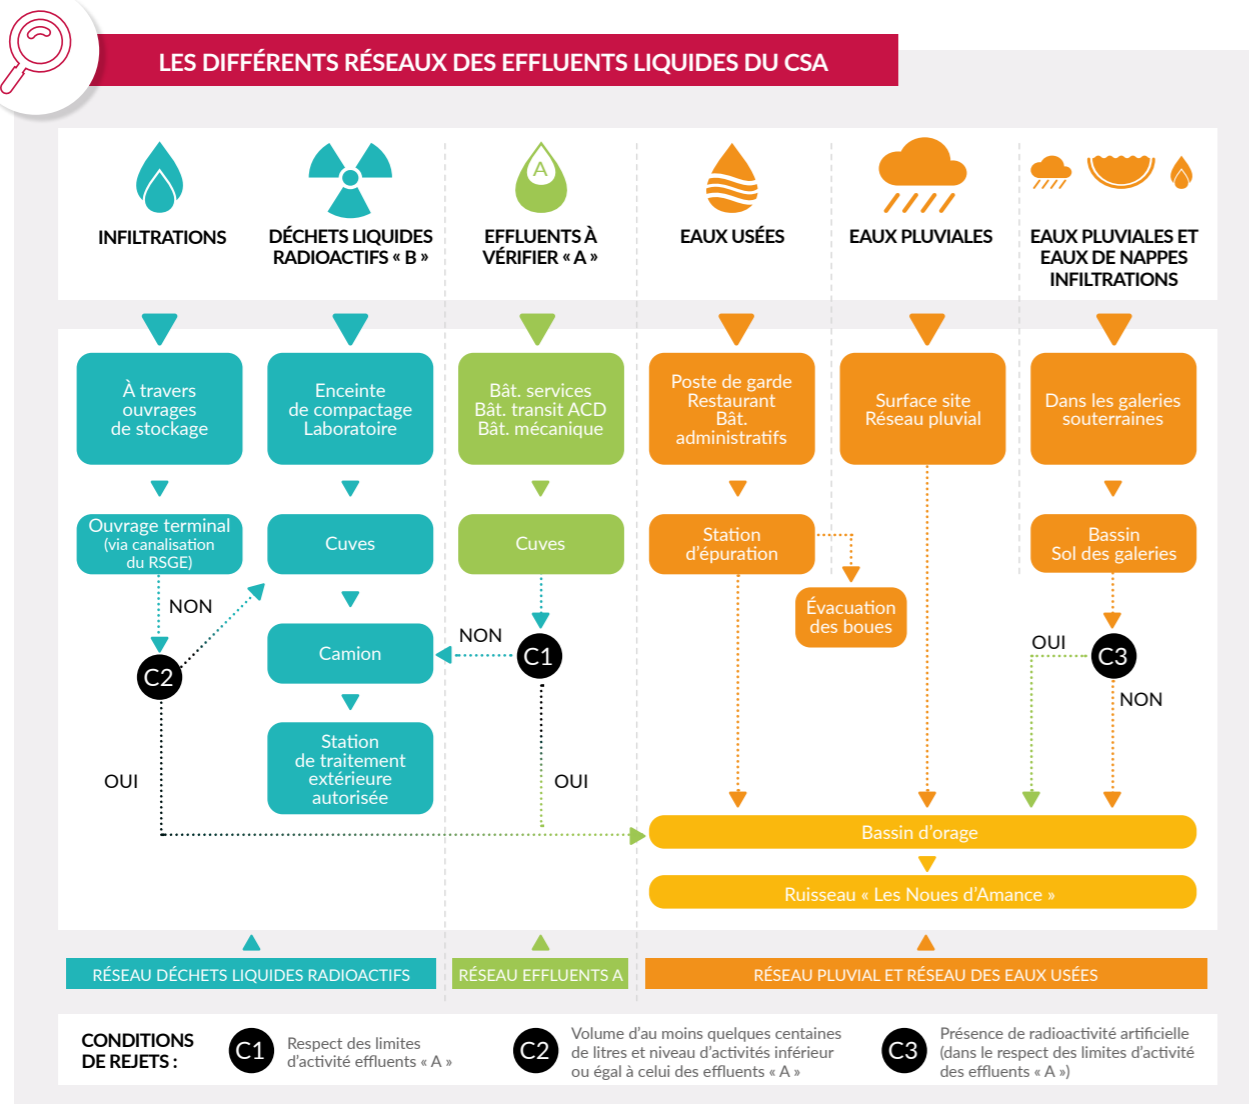 LES DIFFÉRENTS RÉSEAUX DES EFFLUENTS LIQUIDES DU CSA
INFILTRATIONS
DÉCHETS LIQUIDES
RADIOACTIFS « B »
A
EFFLUENTS À
VÉRIFIER « A »
EAUX USÉES
EAUX PLUVIALES
EAUX PLUVIALES ET
EAUX DE NAPPES
INFILTRATIONS
À travers
ouvrages
de stockage
Enceinte
de compactage
Laboratoire
Bât. services
Bât. transit ACD
Bât. mécanique
Poste de garde
Restaurant
Bât.
administratifs
Surface site
Réseau pluvial
Dans les galeries
souterraines
Ouvrage terminal
(via canalisation
du RSGE)
Cuves
Cuves
Station
d'épuration
Bassin
Sol des galeries
Évacuation
des boues
NON
C2
OUI
Camion
NON
C1
OUI
OUI
C3
NON
Station
de traitement
extérieure
autorisée
Bassin d'orage
Ruisseau « Les Noues d'Amance »
RÉSEAU DÉCHETS LIQUIDES RADIOACTIFS
RÉSEAU EFFLUENTS A
RÉSEAU PLUVIAL ET RÉSEAU DES EAUX USÉES
CONDITIONS
DE REJETS :
C1
Respect des limites
d'activité effluents « A »
C2
Volume d'au moins quelques centaines
de litres et niveau d'activités inférieur
ou égal à celui des effluents « A »
C3
Présence de radioactivité artificielle
(dans le respect des limites d'activité
des effluents « A »)